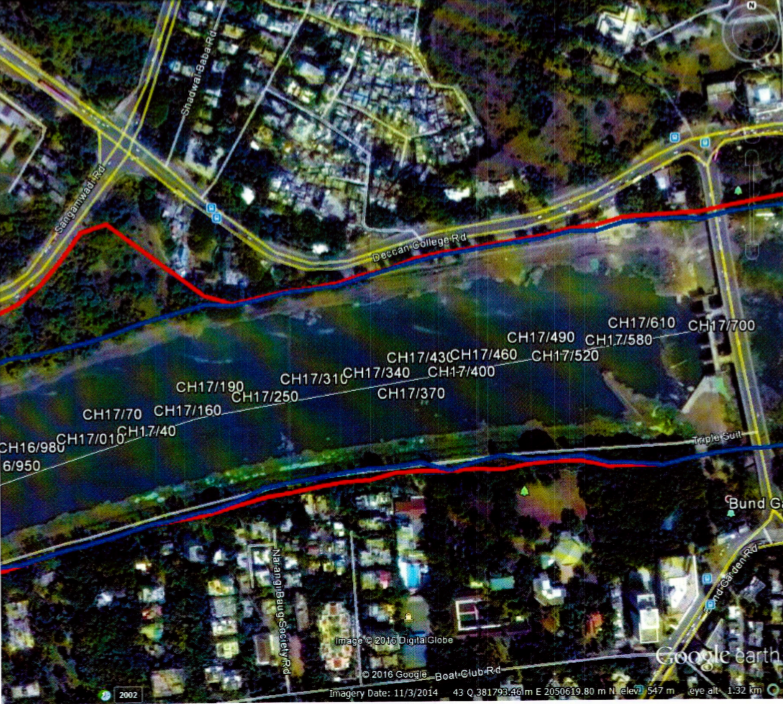 N
Shadwal Baba Rd
Sangamwadi Rd
Deccan College Rd
CH17/610
CH17/700
CH17/490
CH17/580
CH17/430
CH17/460
CH17/520
CH17/310
CH17/340
CH17/400
CH17/190
CH17/370
CH17/250
CH17/70
CH17/160
CH17/40
CH17/010
CH16/980
6/950
Triple Suit
Bund Ga
nd Garden Rd
Narangi Baug Society Rd
Image © 2016 DigitalGlobe
Google earth
© 2016 Google
Boat Club Rd
2002
Imagery Date: 11/3/2014 43 Q 381793.46 m E 2050619.80 m N elev 547 m eye alt 1.32 km